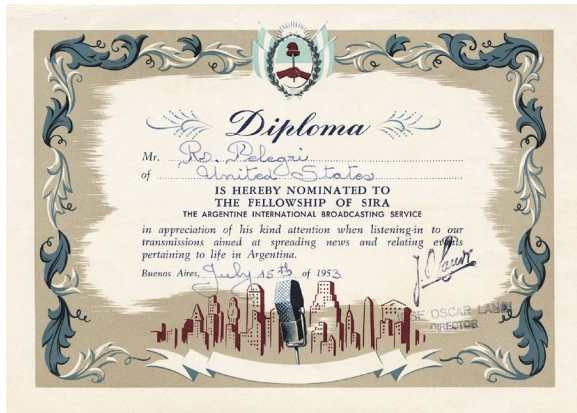 Diploma
Mr. Rs. Pelegri
of United States
IS HEREBY NOMINATED TO
THE FELLOWSHIP OF SIRA
THE ARGENTINE INTERNATIONAL BROADCASTING SERVICE
in appreciation of his kind attention when listening-in to our
transmissions aimed at spreading news and relating events
pertaining to life in Argentina.
Buenos Aires, July 15th of 1953
OSCAR
DIRECTOR